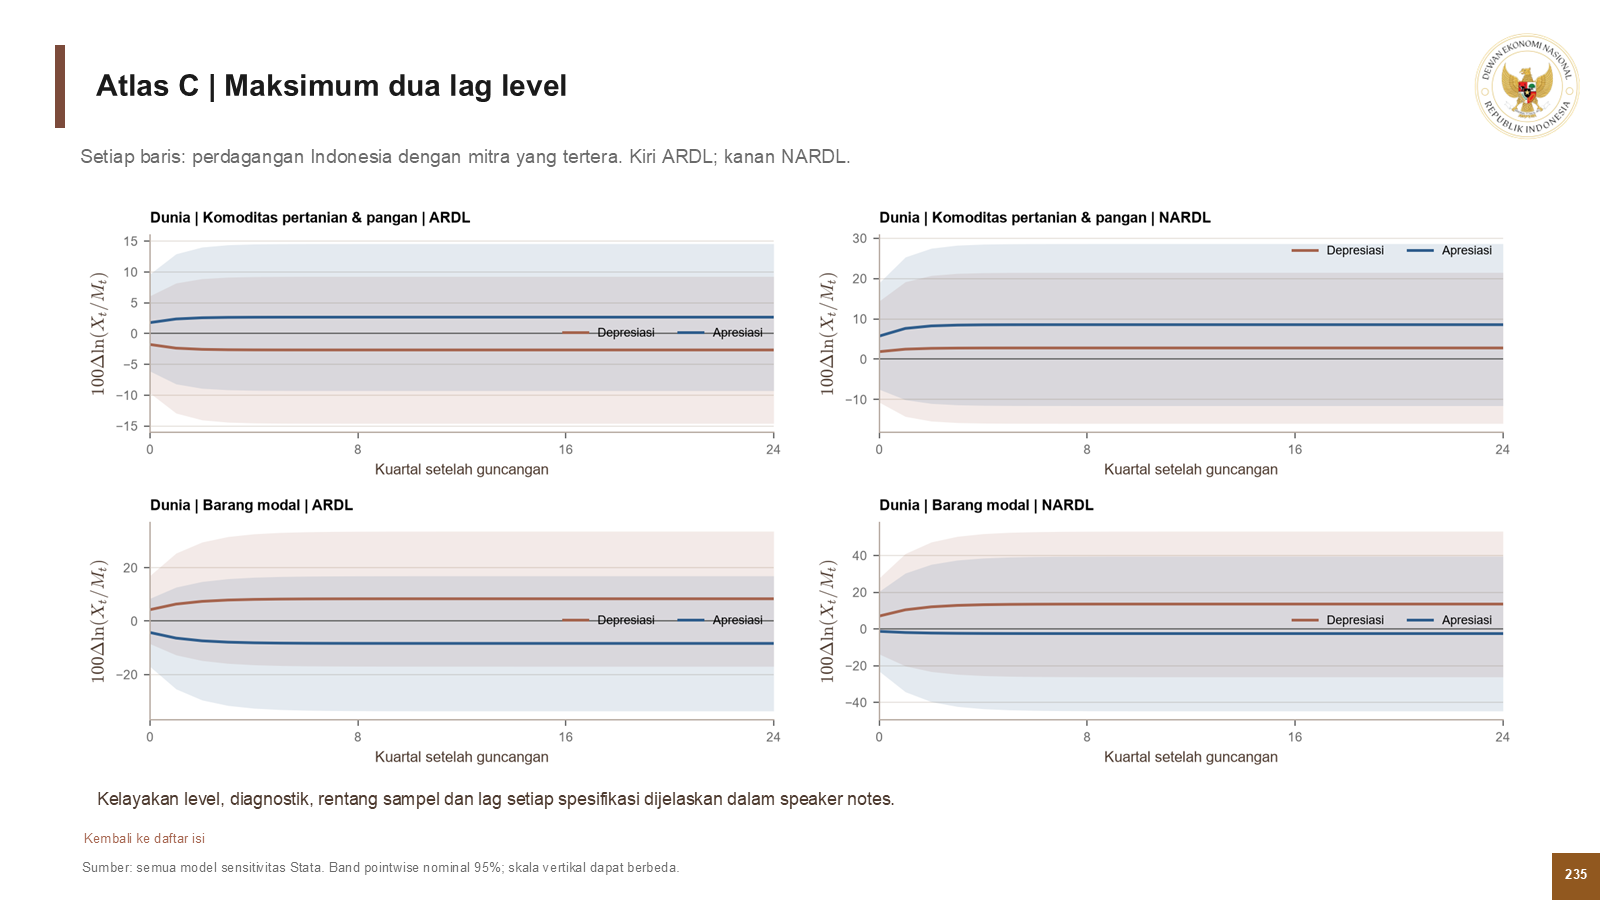 Atlas C | Maksimum dua lag level
DEWAN EKONOMI NASIONAL
REPUBLIK INDONESIA
Setiap baris: perdagangan Indonesia dengan mitra yang tertera. Kiri ARDL; kanan NARDL.
Dunia | Komoditas pertanian & pangan | ARDL
100Δln(Xt/Mt)
15
10
5
0
−5
−10
−15
Depresiasi Apresiasi
0 8 16 24
Kuartal setelah guncangan
Dunia | Komoditas pertanian & pangan | NARDL
100Δln(Xt/Mt)
30
20
10
0
−10
Depresiasi Apresiasi
0 8 16 24
Kuartal setelah guncangan
Dunia | Barang modal | ARDL
100Δln(Xt/Mt)
20
0
−20
Depresiasi Apresiasi
0 8 16 24
Kuartal setelah guncangan
Dunia | Barang modal | NARDL
100Δln(Xt/Mt)
40
20
0
−20
−40
Depresiasi Apresiasi
0 8 16 24
Kuartal setelah guncangan
Kelayakan level, diagnostik, rentang sampel dan lag setiap spesifikasi dijelaskan dalam speaker notes.
Kembali ke daftar isi
Sumber: semua model sensitivitas Stata. Band pointwise nominal 95%; skala vertikal dapat berbeda.
235